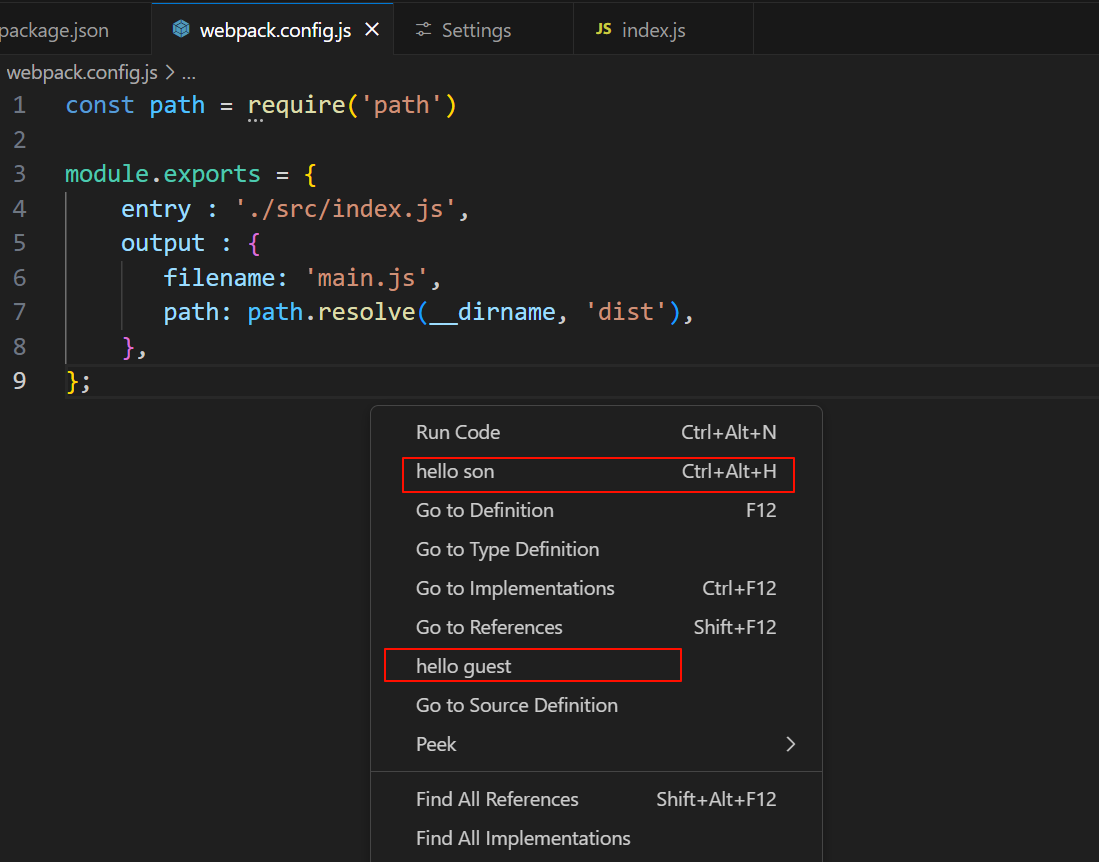 package.json webpack.config.js Settings JS index.js
webpack.config.js > ...
1 const path = require('path')
2
3 module.exports = {
4 entry : './src/index.js',
5 output : {
6 filename: 'main.js',
7 path: path.resolve(__dirname, 'dist'),
8 },
9 };
Run Code Ctrl+Alt+N
hello son Ctrl+Alt+H
Go to Definition F12
Go to Type Definition
Go to Implementations Ctrl+F12
Go to References Shift+F12
hello guest
Go to Source Definition
Peek
Find All References Shift+Alt+F12
Find All Implementations